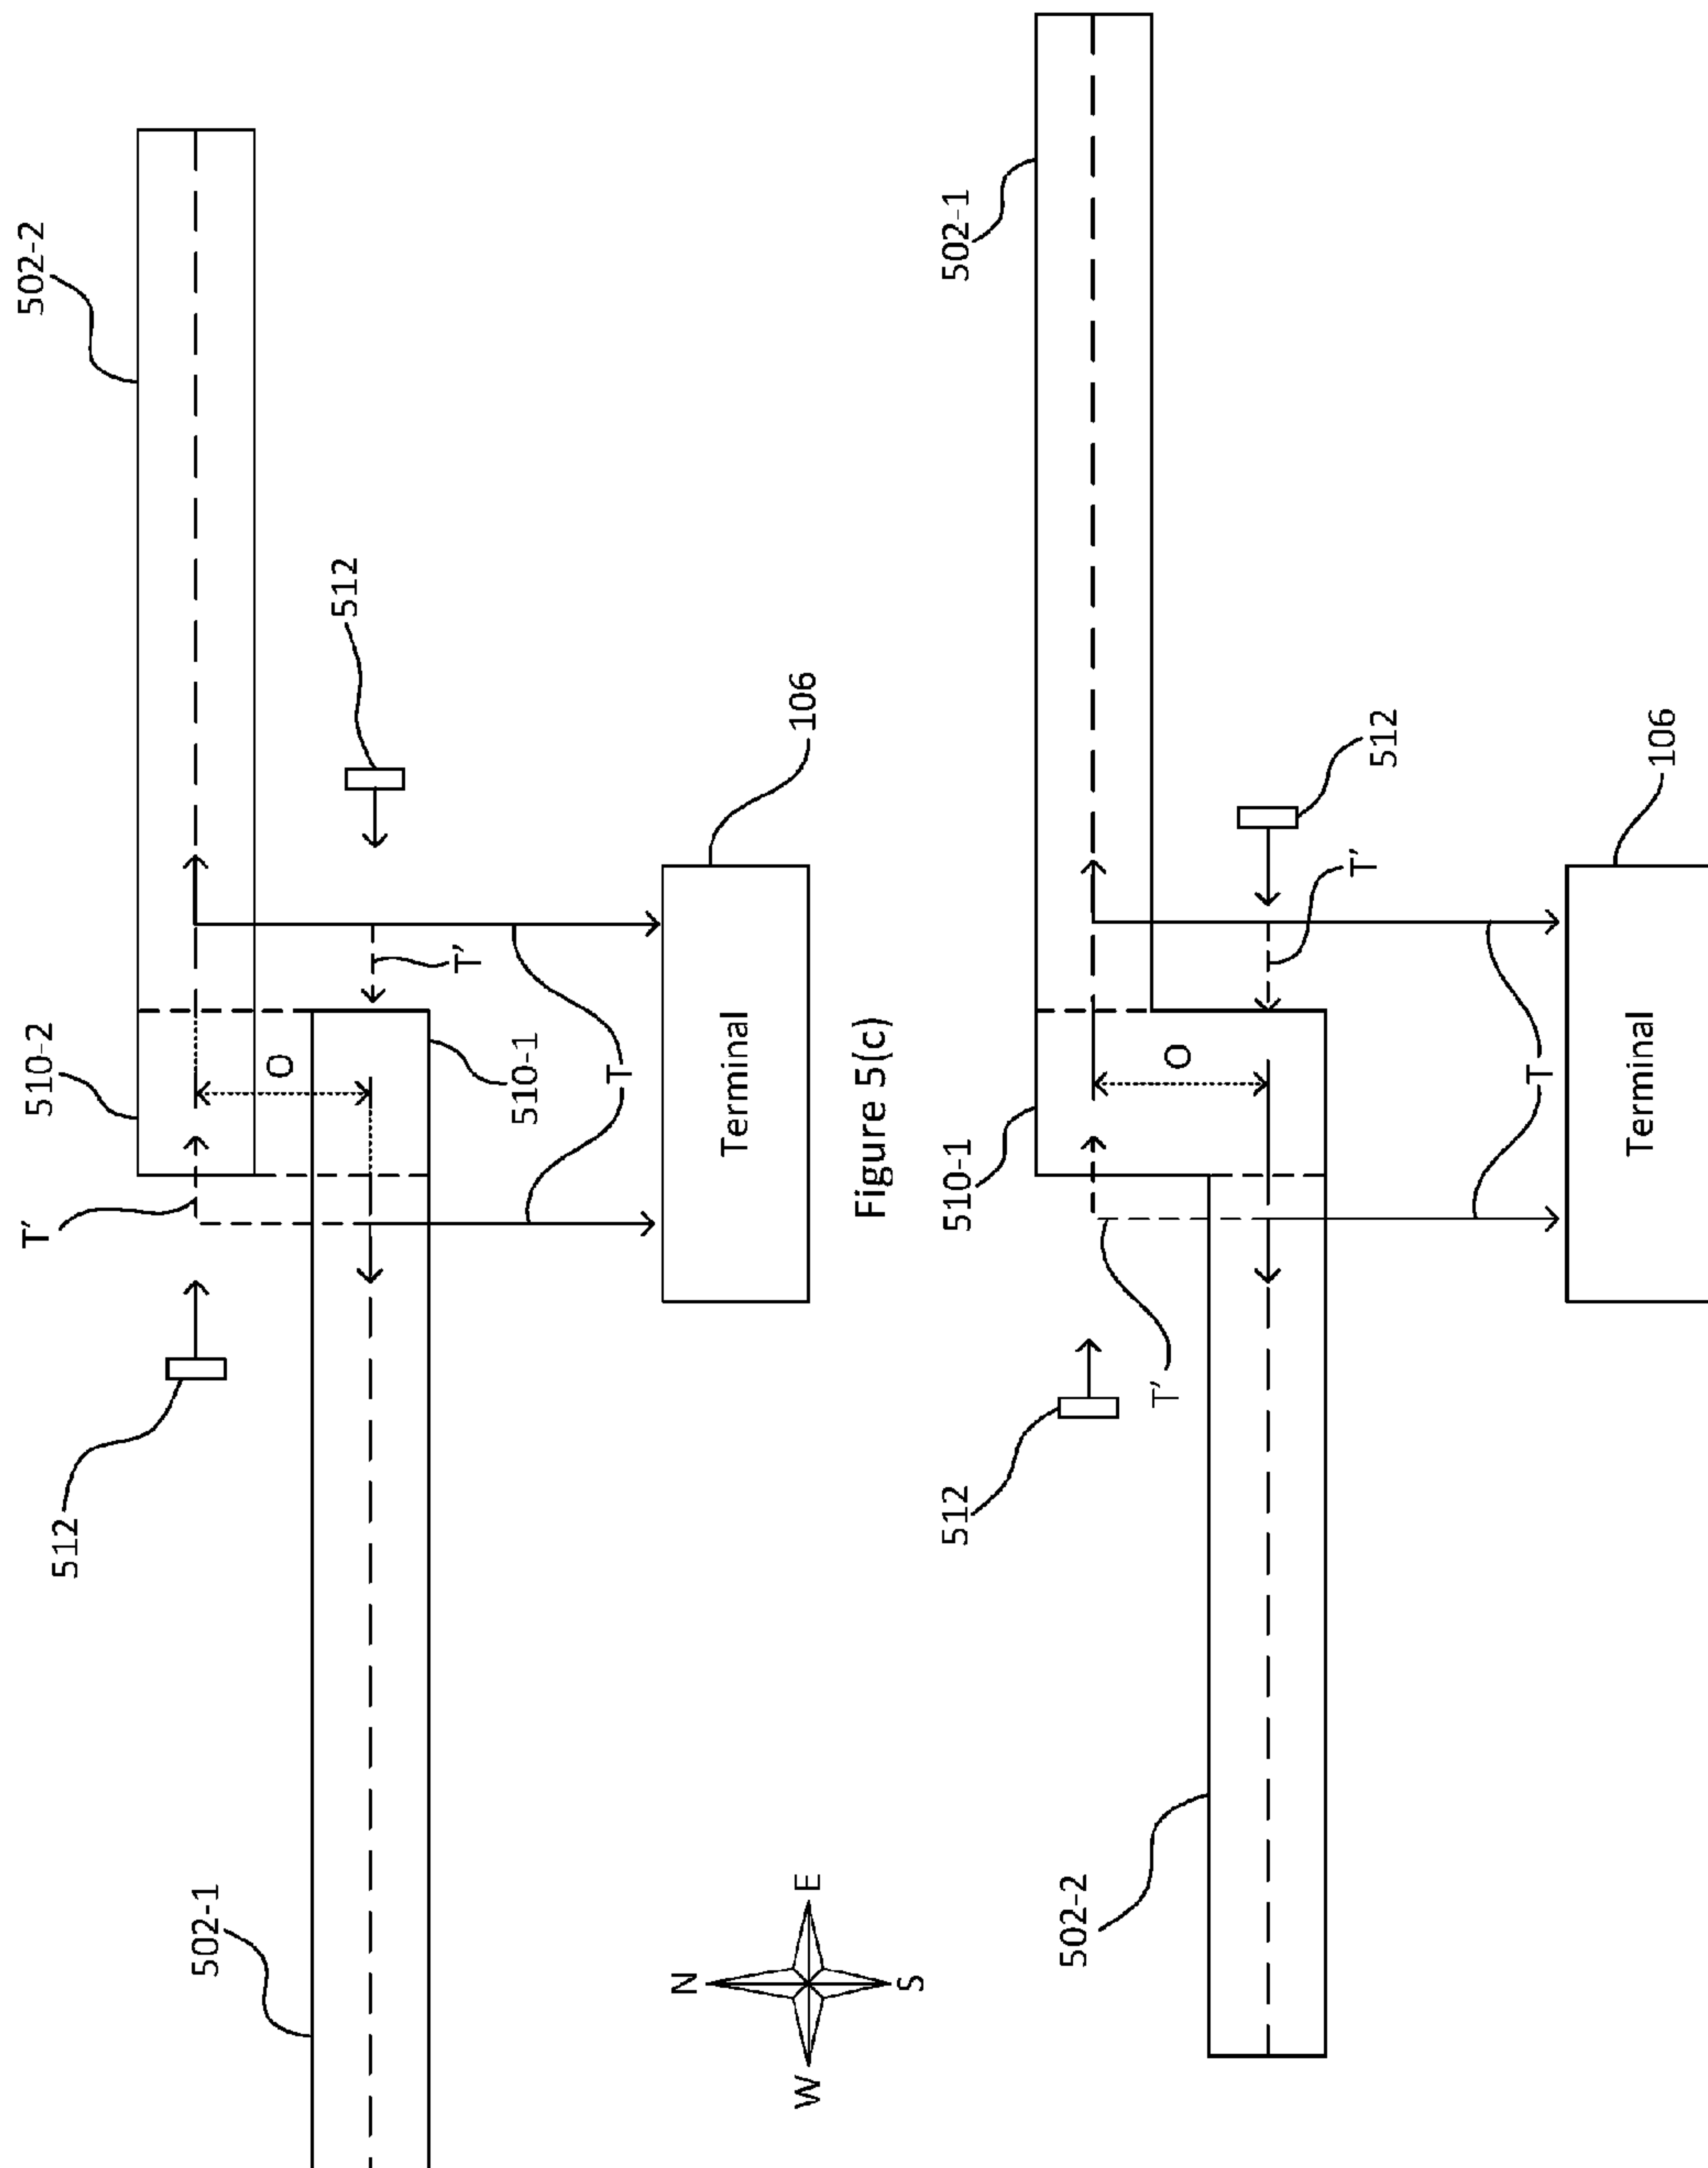 T'
510-2
502-2
512
502-1
O
512
T'
510-1
T
N
Terminal
106
W
E
Figure 5(c)
S
512
510-1
502-1
502-2
T'
O
T'
512
T
Terminal
106